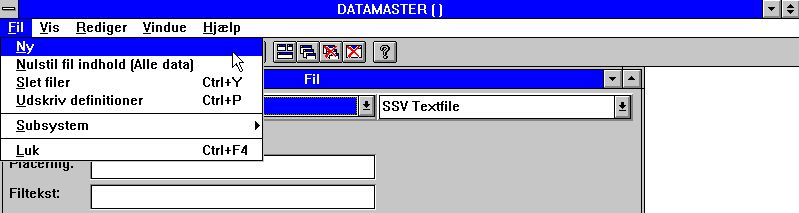 DATAMASTER ( )
Fil Vis Rediger Vindue Hjælp
Ny
Nulstil fil indhold (Alle data)
Slet filer Ctrl+Y
Udskriv definitioner Ctrl+P
Subsystem
Luk Ctrl+F4
?
Fil
SSV Textfile
Placering:
Filtekst: